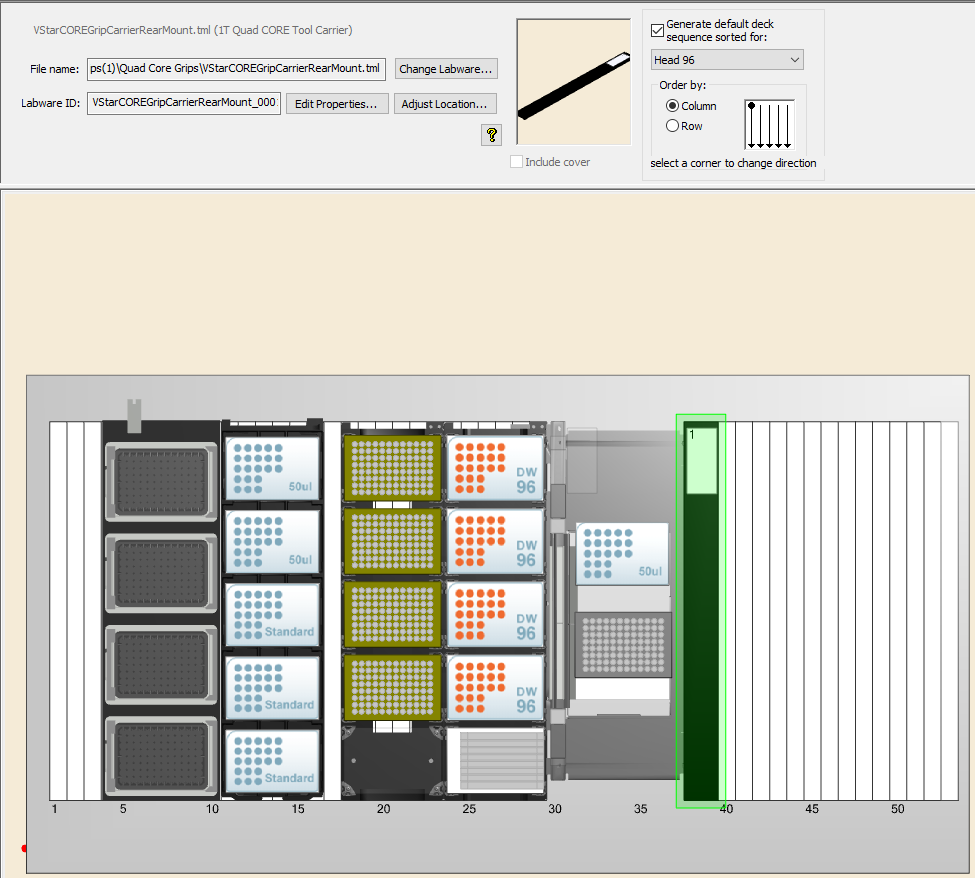 VStarCOREGripCarrierRearMount.tml (1T Quad CORE Tool Carrier)
File name: ps(1)\Quad Core Grips\VStarCOREGripCarrierRearMount.tml Change Labware...
Labware ID: VStarCOREGripCarrierRearMount_000 Edit Properties... Adjust Location...
?
Include cover
Generate default deck
sequence sorted for:
Head 96
Order by:
Column
Row
select a corner to change direction
1
50ul
DW
96
50ul
DW
96
50ul
Standard
DW
96
Standard
DW
96
Standard
1 5 10 15 20 25 30 35 40 45 50